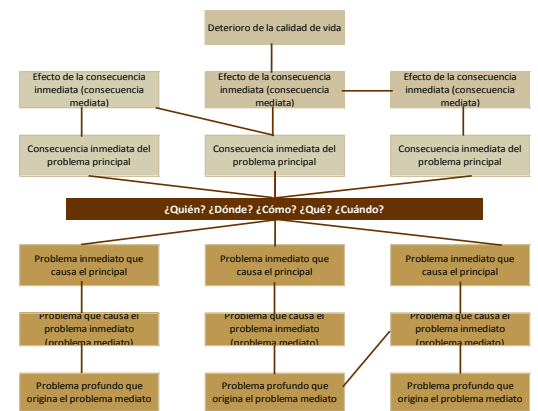 Deterioro de la calidad de vida
Efecto de la consecuencia
inmediata (consecuencia
mediata)
Efecto de la consecuencia
inmediata (consecuencia
mediata)
Efecto de la consecuencia
inmediata (consecuencia
mediata)
Consecuencia inmediata del
problema principal
Consecuencia inmediata del
problema principal
Consecuencia inmediata del
problema principal
¿Quién? ¿Dónde? ¿Cómo? ¿Qué? ¿Cuándo?
Problema inmediato que
causa el principal
Problema inmediato que
causa el principal
Problema inmediato que
causa el principal
Problema que causa el
problema inmediato
(problema mediato)
Problema que causa el
problema inmediato
(problema mediato)
Problema que causa el
problema inmediato
(problema mediato)
Problema profundo que
origina el problema mediato
Problema profundo que
origina el problema mediato
Problema profundo que
origina el problema mediato